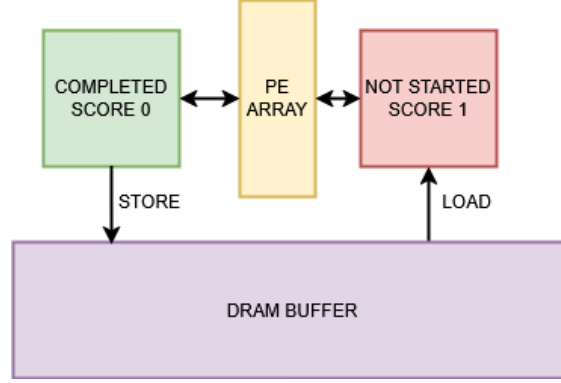 COMPLETED
SCORE 0
PE
ARRAY
NOT STARTED
SCORE 1
STORE
LOAD
DRAM BUFFER